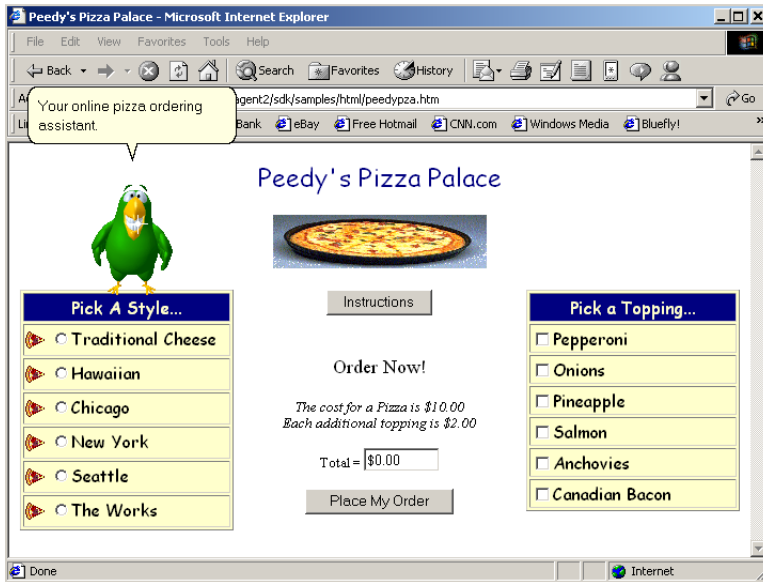 Peedy's Pizza Palace - Microsoft Internet Explorer
File Edit View Favorites Tools Help
Back Search Favorites History
agent2/sdk/samples/html/peedypza.htm Go
Bank eBay Free Hotmail CNN.com Windows Media Bluefly! »
Your online pizza ordering
assistant.
Peedy's Pizza Palace
Pick A Style...
Traditional Cheese
Hawaiian
Chicago
New York
Seattle
The Works
Instructions
Order Now!
The cost for a Pizza is $10.00
Each additional topping is $2.00
Total = $0.00
Place My Order
Pick a Topping...
Pepperoni
Onions
Pineapple
Salmon
Anchovies
Canadian Bacon
Done Internet